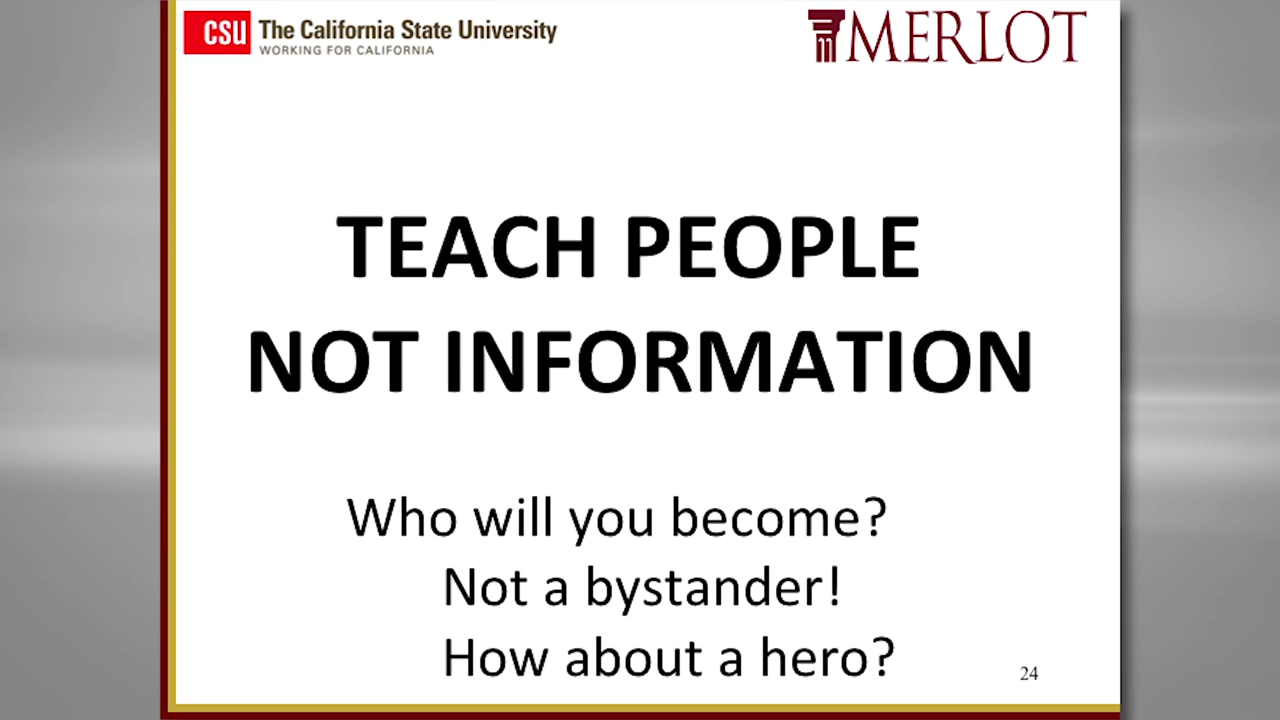 CSU The California State University
WORKING FOR CALIFORNIA
MERLOT
TEACH PEOPLE
NOT INFORMATION
Who will you become?
Not a bystander!
How about a hero?
24